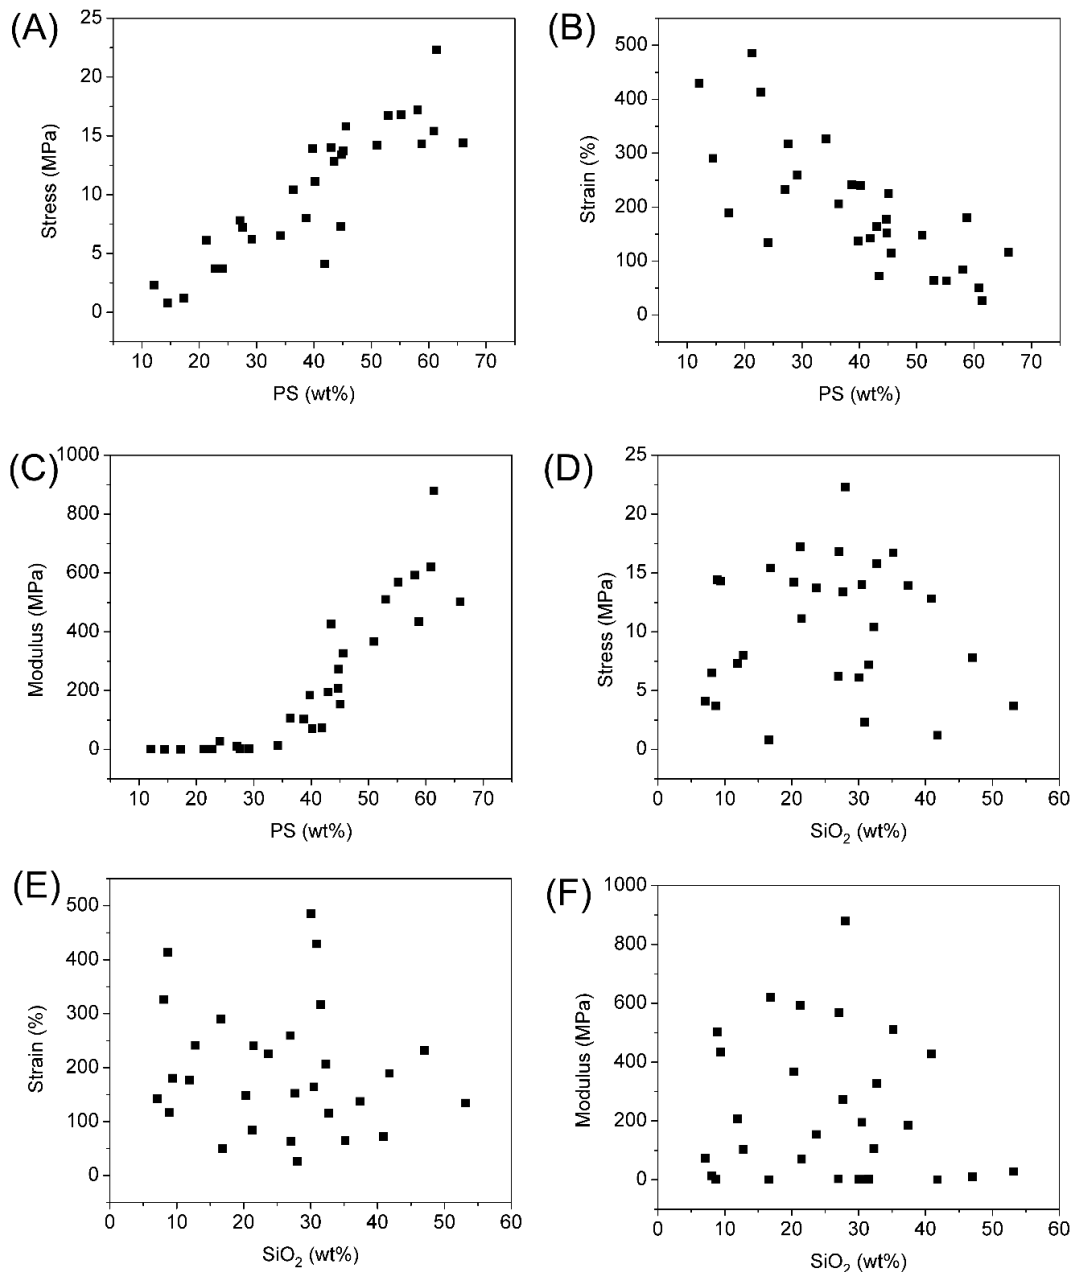 (A)
Stress (MPa)
25
20
15
10
5
0
10 20 30 40 50 60 70
PS (wt%)
(B)
Strain (%)
500
400
300
200
100
0
10 20 30 40 50 60 70
PS (wt%)
(C)
Modulus (MPa)
1000
800
600
400
200
0
10 20 30 40 50 60 70
PS (wt%)
(D)
Stress (MPa)
25
20
15
10
5
0
0 10 20 30 40 50 60
SiO₂ (wt%)
(E)
Strain (%)
500
400
300
200
100
0
0 10 20 30 40 50 60
SiO₂ (wt%)
(F)
Modulus (MPa)
1000
800
600
400
200
0
0 10 20 30 40 50 60
SiO₂ (wt%)